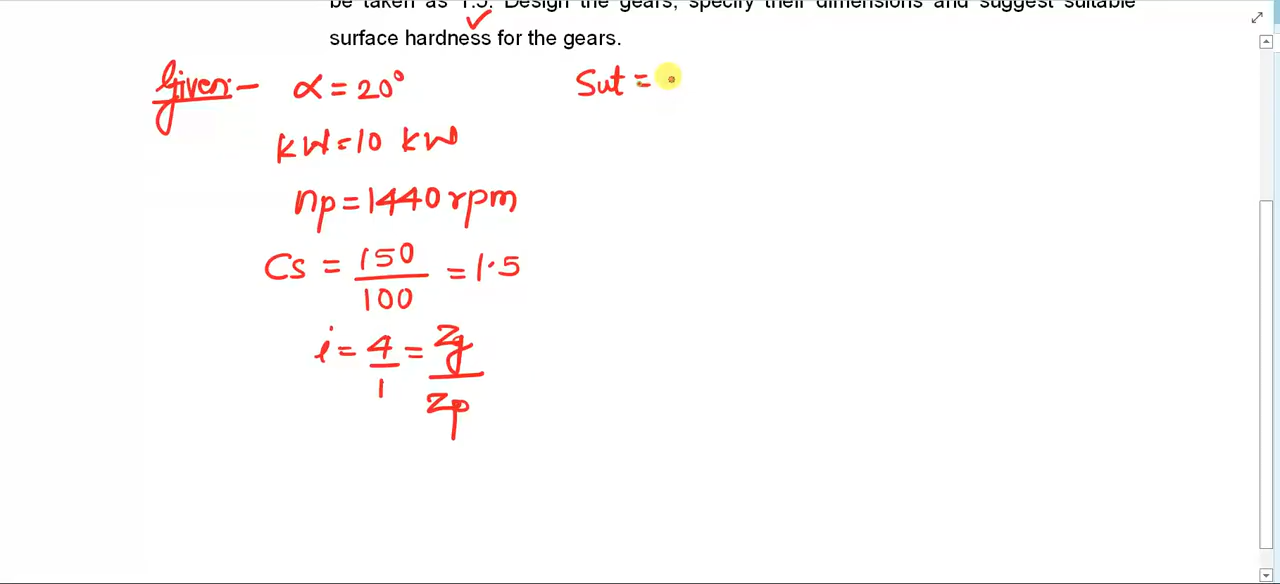 be taken as 1.5. Design the gears, specify their dimensions and suggest suitable
surface hardness for the gears.
Given:- α = 20°
kW = 10 kW
np = 1440 rpm
Cs = 150/100 = 1.5
i = 4/1 = Zg/Zp
Sut =